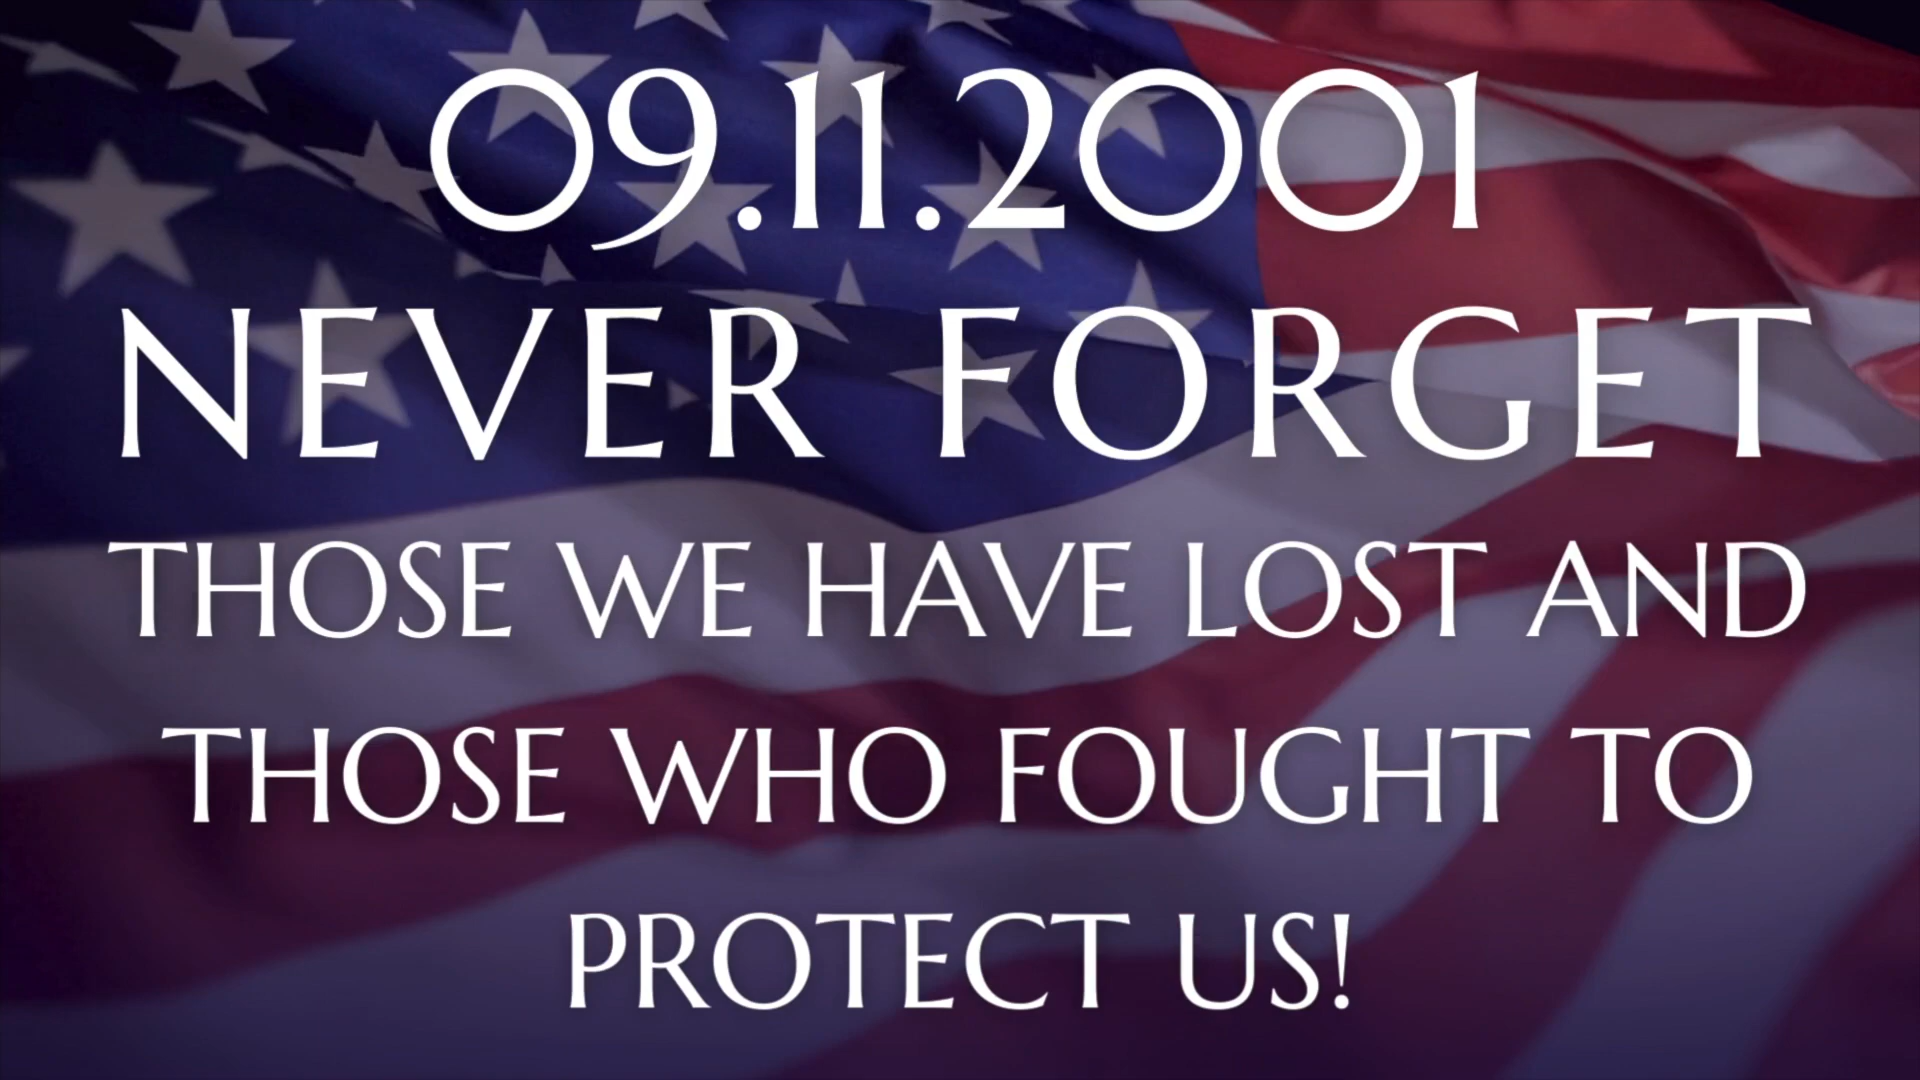 09.11.2001
NEVER FORGET
THOSE WE HAVE LOST AND
THOSE WHO FOUGHT TO
PROTECT US!